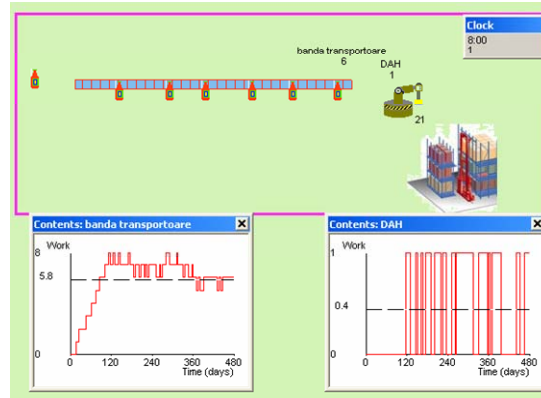 Clock
8:00
1
banda transportoare
6
DAH
1
21
Contents: banda transportoare
Work
8
5.8
0
0 120 240 360 480
Time (days)
Contents: DAH
Work
1
0.4
0
0 120 240 360 480
Time (days)